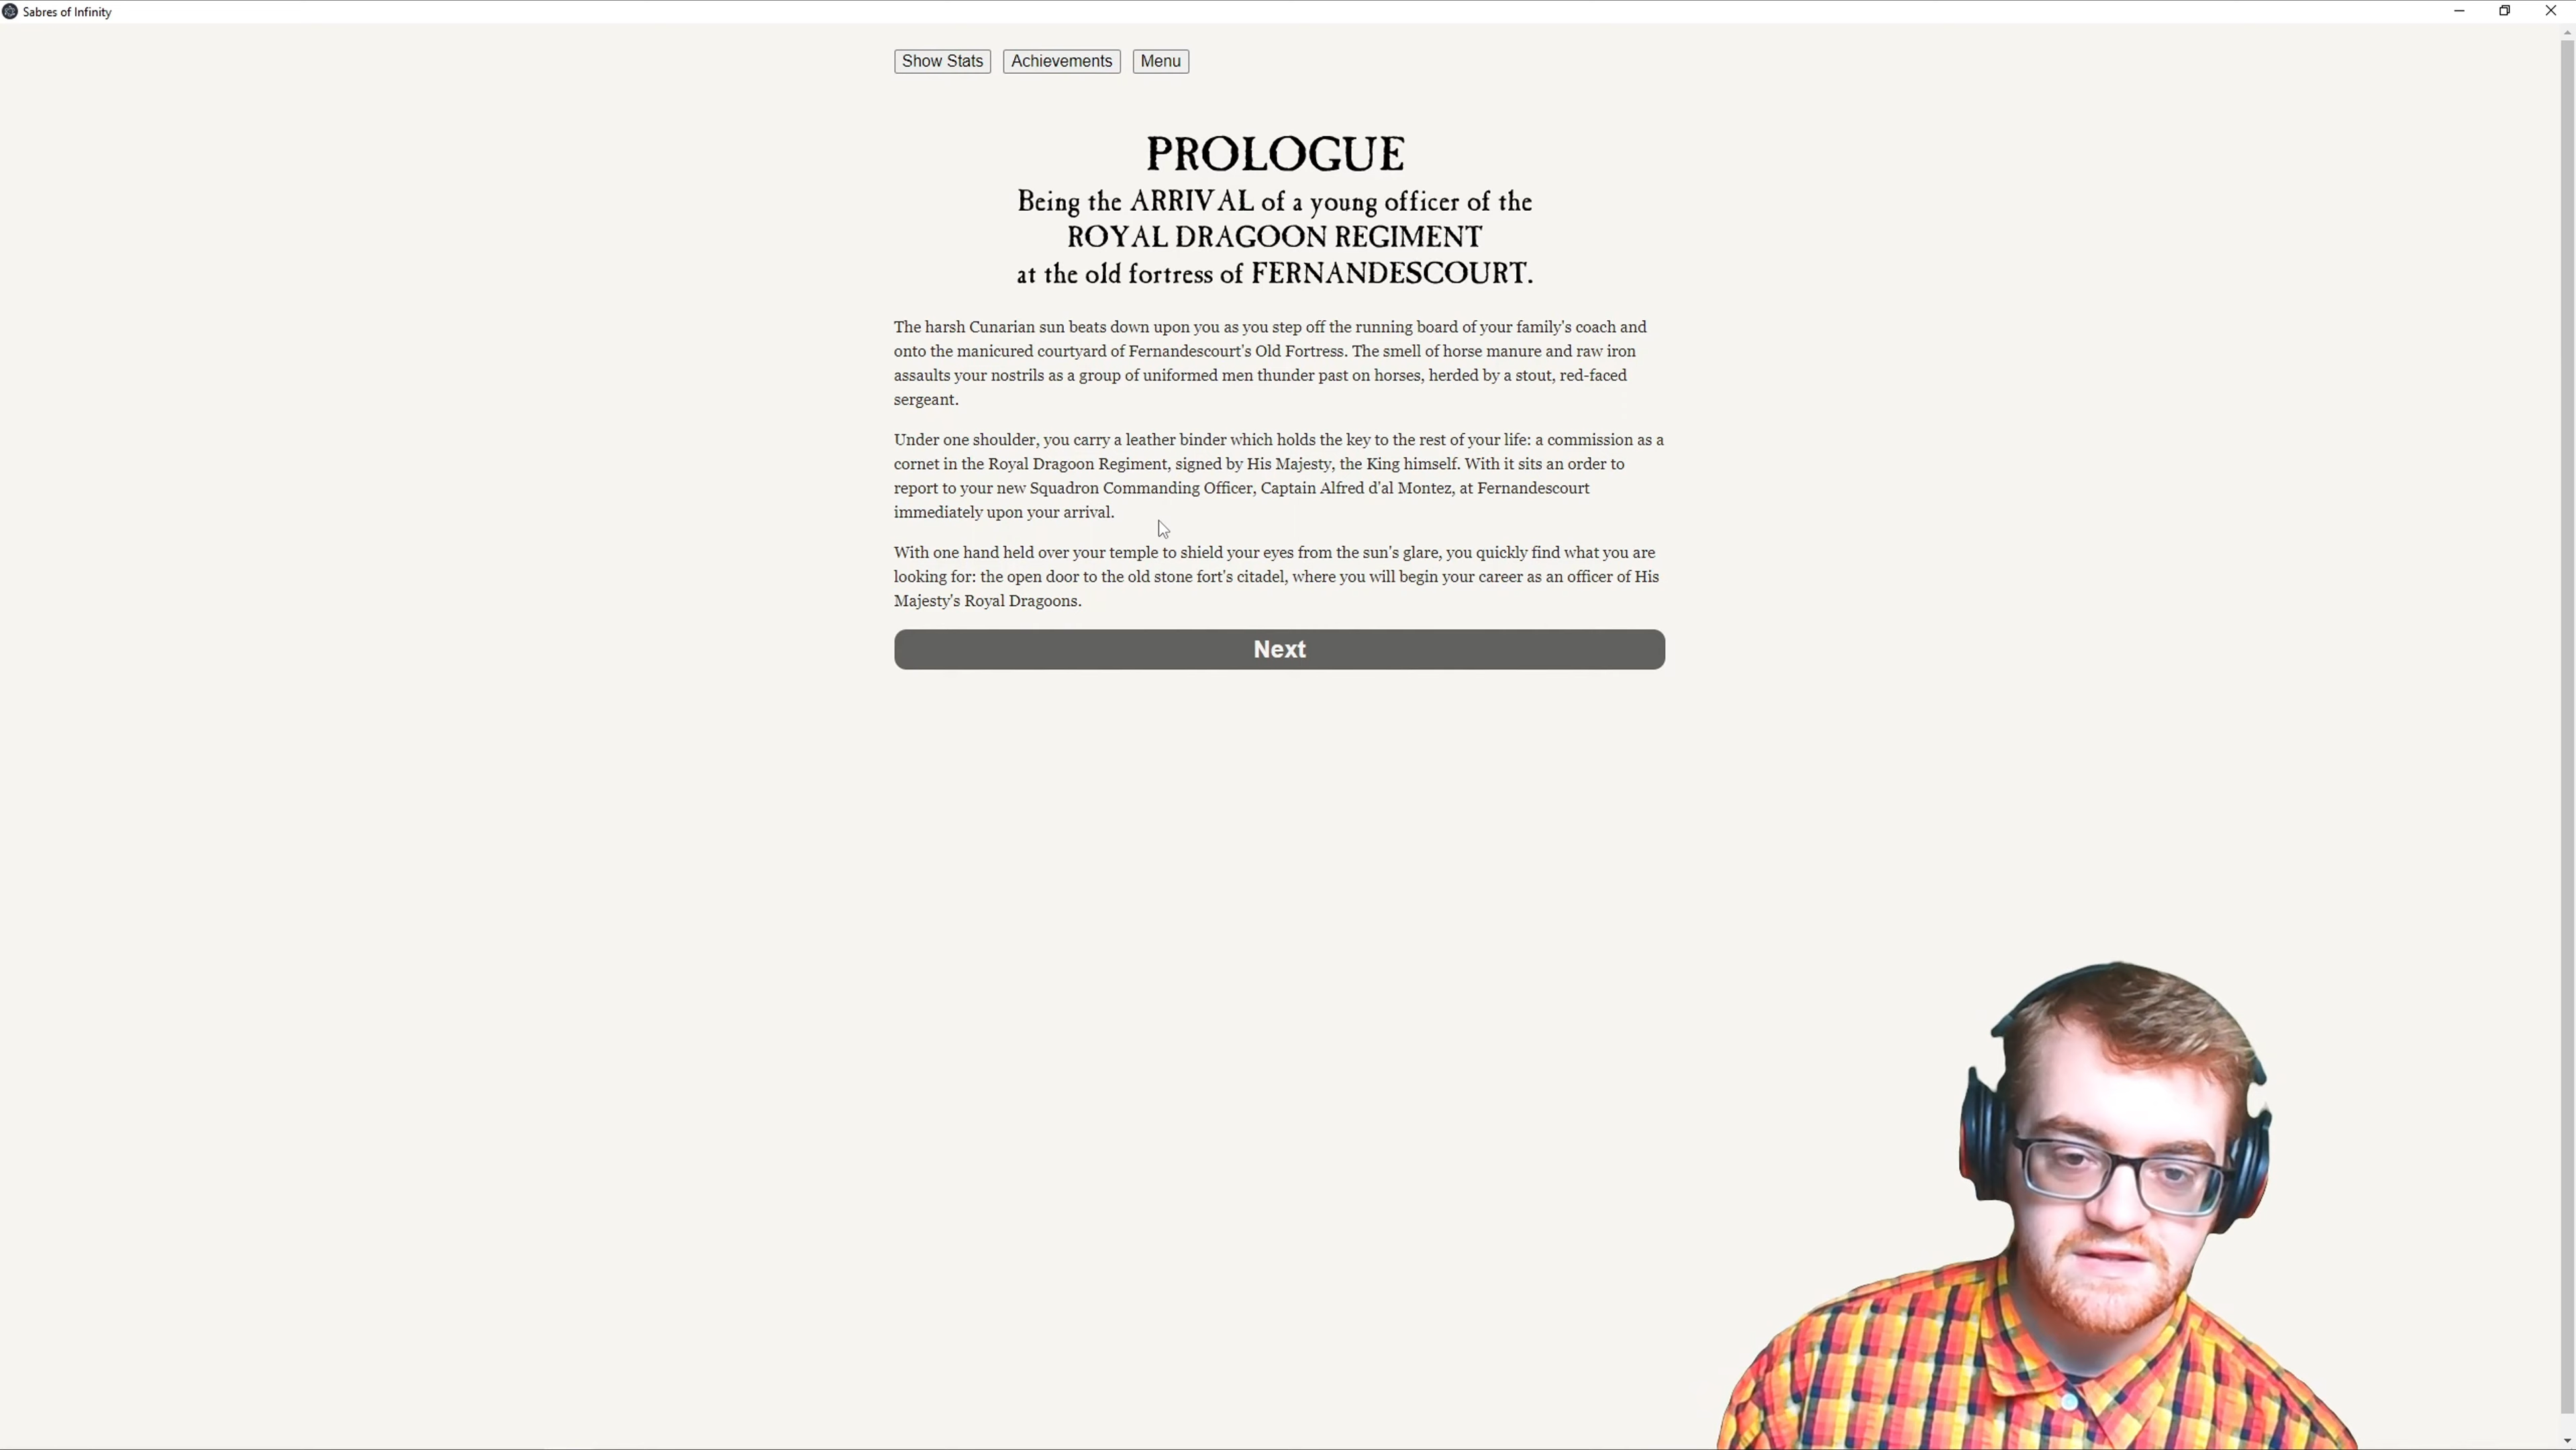 Sabres of Infinity
Show Stats Achievements Menu
PROLOGUE
Being the ARRIVAL of a young officer of the
ROYAL DRAGOON REGIMENT
at the old fortress of FERNANDESCOURT.
The harsh Cunarian sun beats down upon you as you step off the running board of your family's coach and
onto the manicured courtyard of Fernandescourt's Old Fortress. The smell of horse manure and raw iron
assaults your nostrils as a group of uniformed men thunder past on horses, herded by a stout, red-faced
sergeant.
Under one shoulder, you carry a leather binder which holds the key to the rest of your life: a commission as a
cornet in the Royal Dragoon Regiment, signed by His Majesty, the King himself. With it sits an order to
report to your new Squadron Commanding Officer, Captain Alfred d'al Montez, at Fernandescourt
immediately upon your arrival.
With one hand held over your temple to shield your eyes from the sun's glare, you quickly find what you are
looking for: the open door to the old stone fort's citadel, where you will begin your career as an officer of His
Majesty's Royal Dragoons.
Next